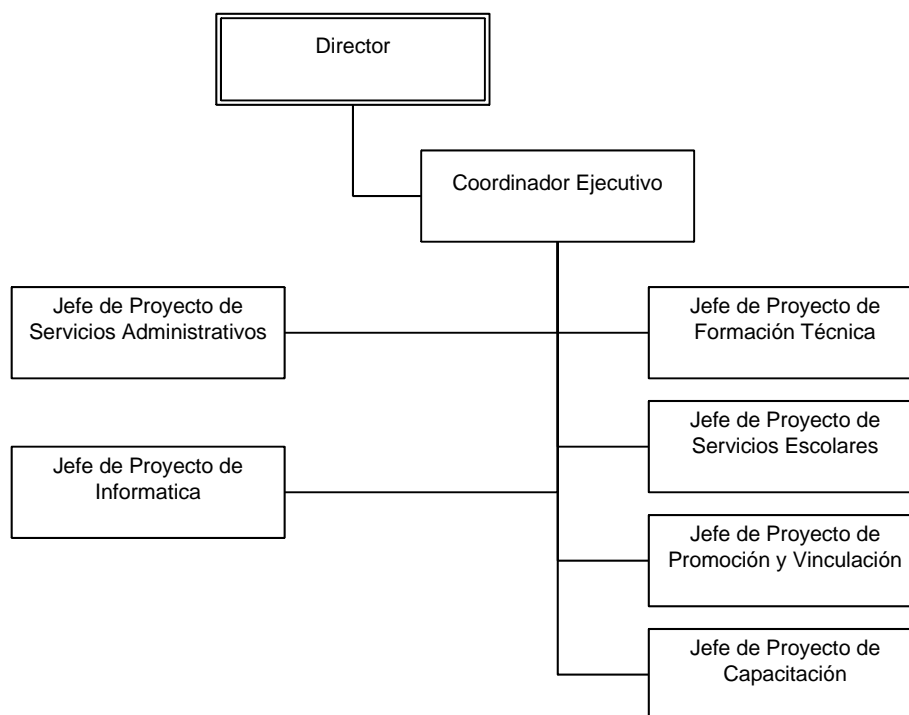 Director
Coordinador Ejecutivo
Jefe de Proyecto de
Servicios Administrativos
Jefe de Proyecto de
Formación Técnica
Jefe de Proyecto de
Servicios Escolares
Jefe de Proyecto de
Informatica
Jefe de Proyecto de
Promoción y Vinculación
Jefe de Proyecto de
Capacitación